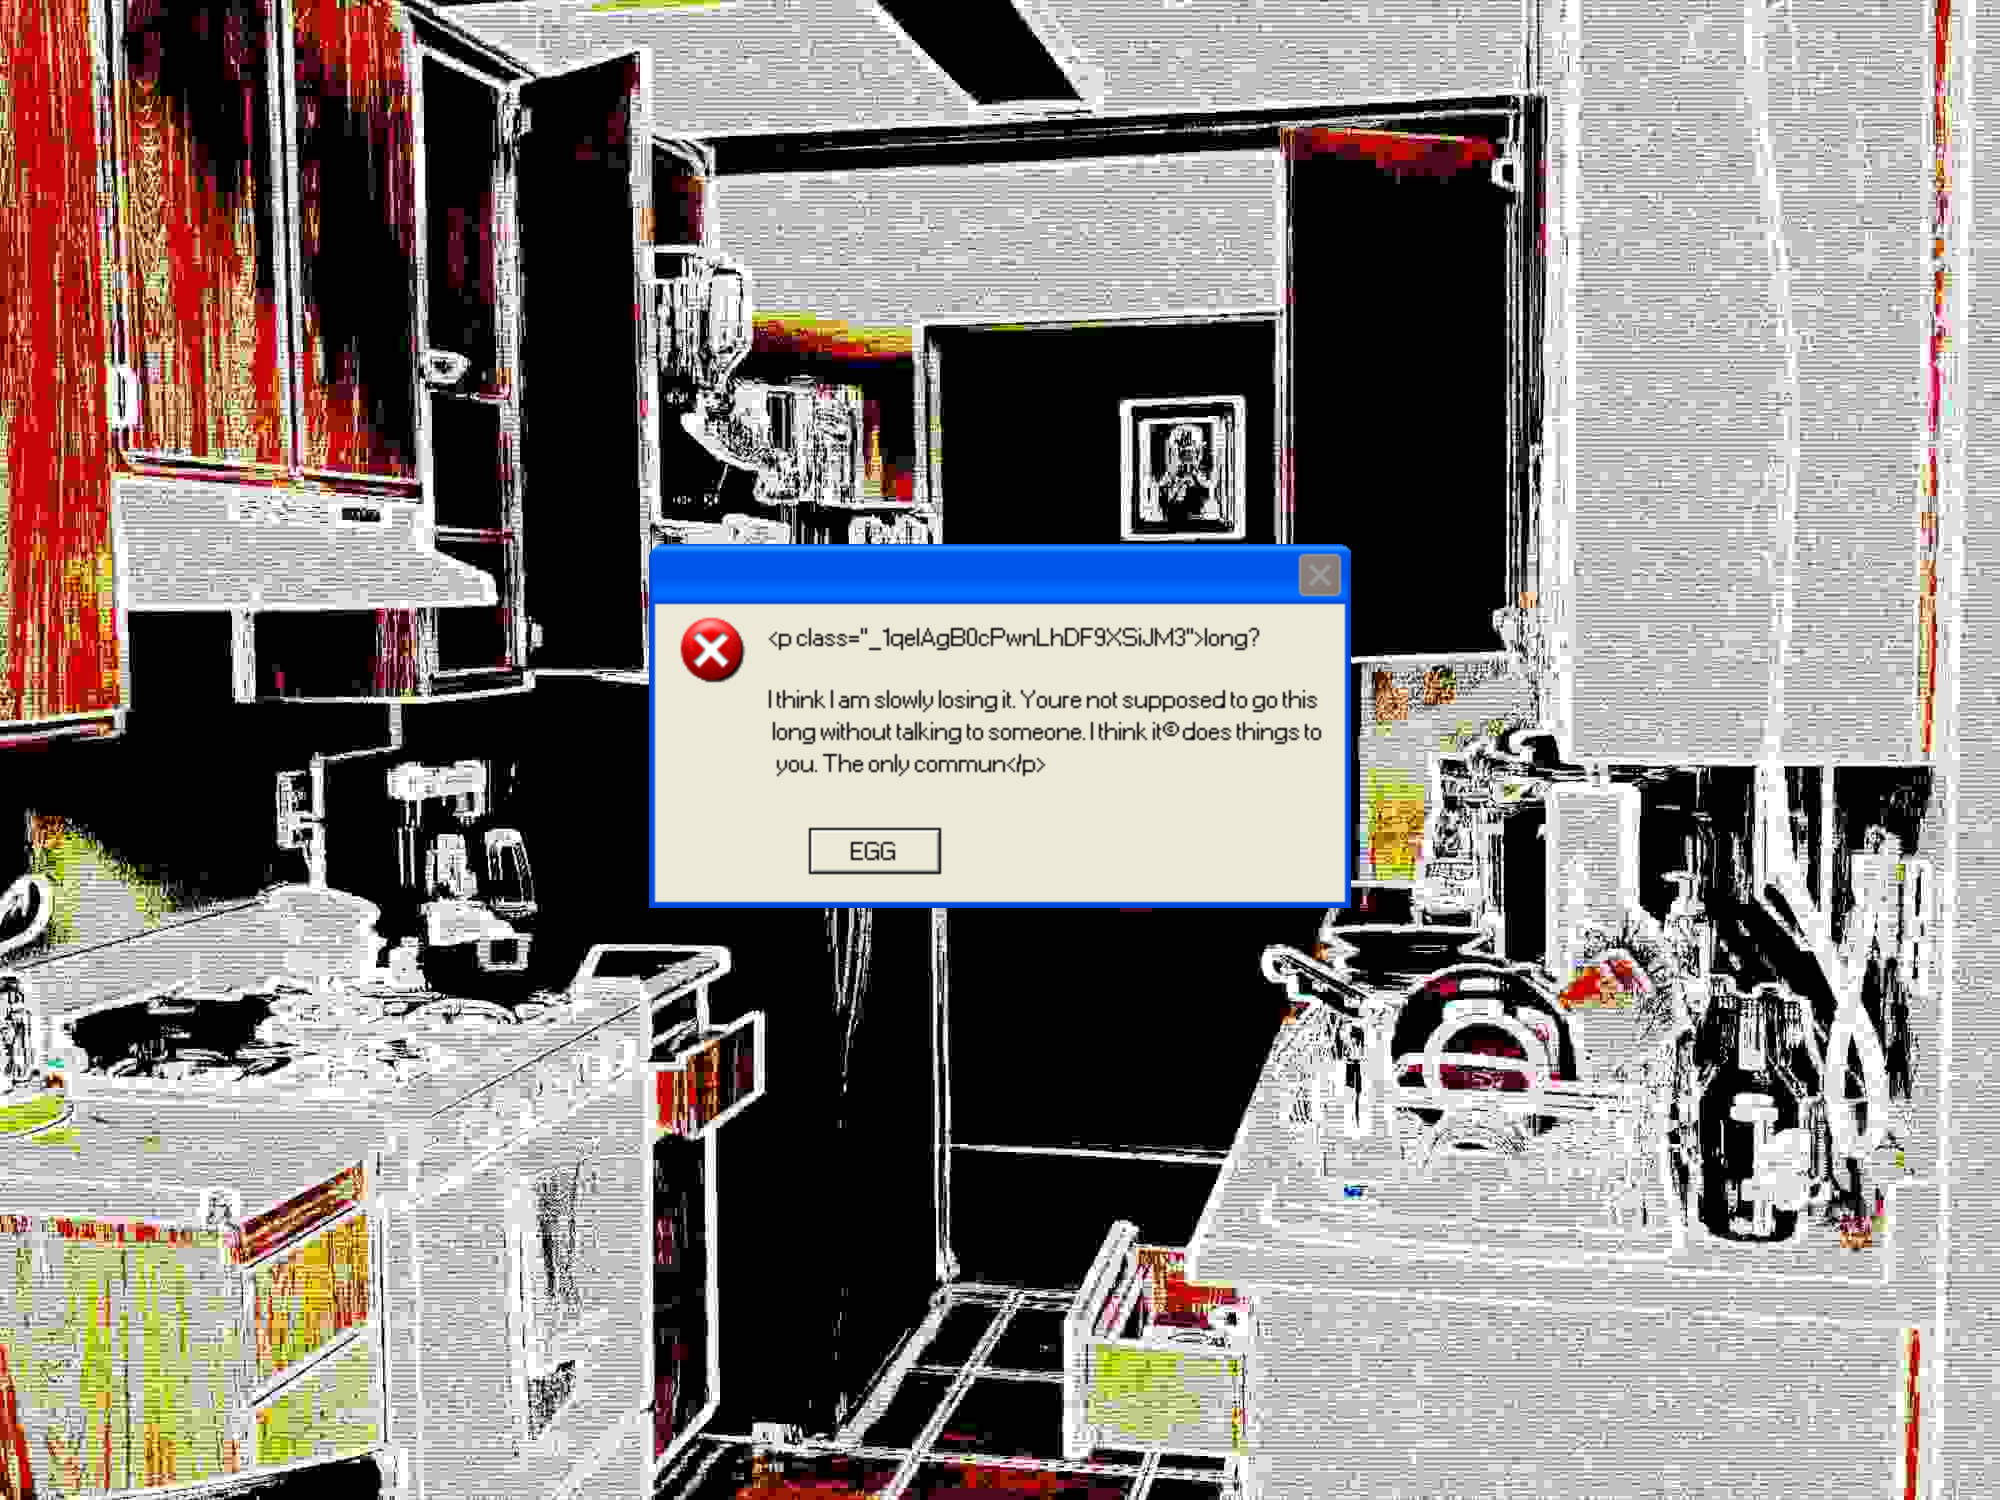 <p class="_1qeIAgB0cPwnLhDF9XSiJM3">long?
I think I am slowly losing it. Youre not supposed to go this
long without talking to someone. I think it©does things to
you. The only commun</p>
EGG